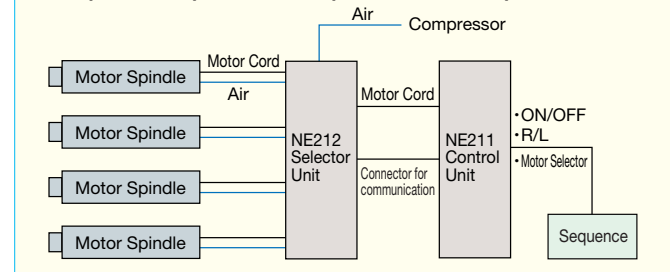 Air
Compressor
Motor Spindle
Motor Cord
Air
Motor Spindle
Motor Spindle
Motor Spindle
NE212
Selector
Unit
Motor Cord
Connector for
communication
NE211
Control
Unit
•ON/OFF
•R/L
•Motor Selector
Sequence